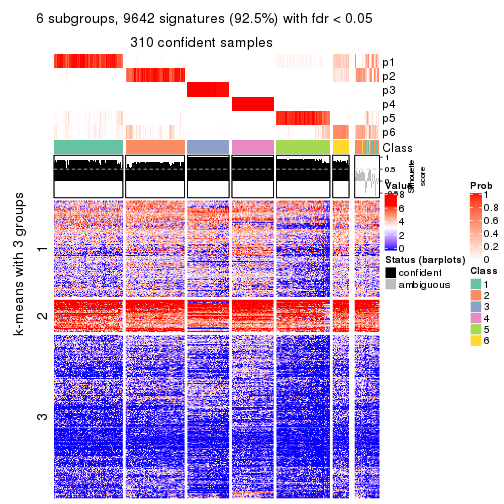 6 subgroups, 9642 signatures (92.5%) with fdr < 0.05
310 confident samples
p1
p2
p3
p4
p5
p6
Class
1
0.5
0
Silhouette
score
k-means with 3 groups
1
2
3
Value
8
6
4
2
0
Status (barplots)
confident
ambiguous
Prob
1
0.8
0.6
0.4
0.2
0
Class
1
2
3
4
5
6